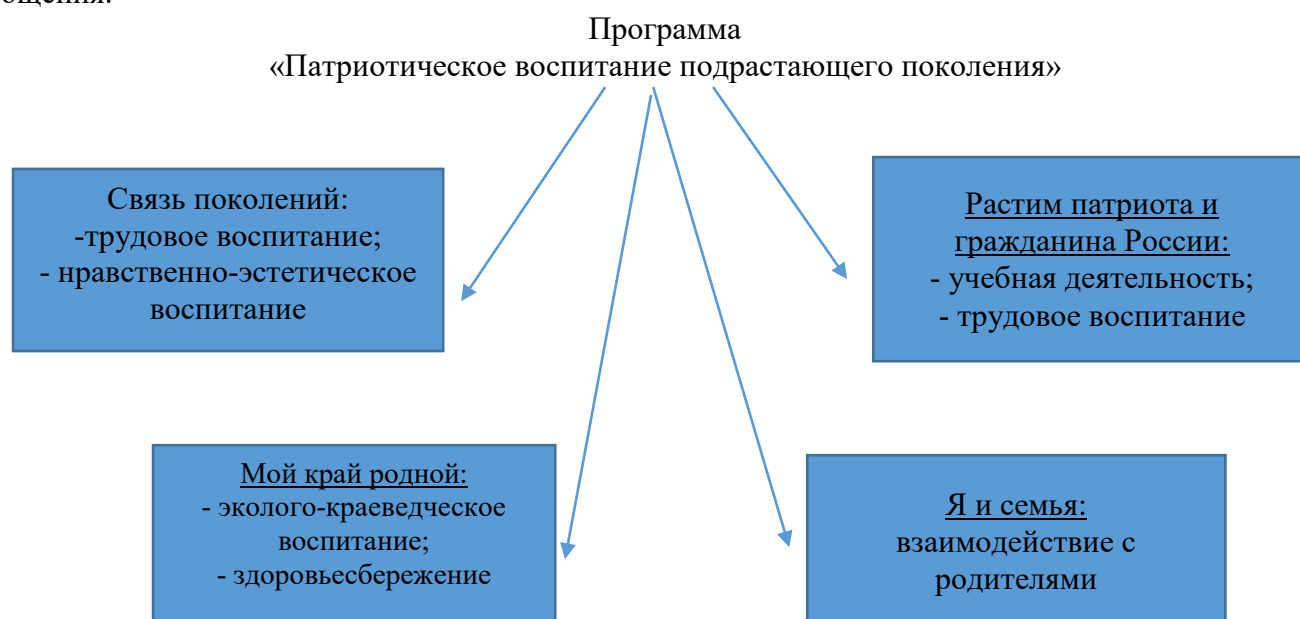 Программа
«Патриотическое воспитание подрастающего поколения»
Связь поколений:
-трудовое воспитание;
- нравственно-эстетическое
воспитание
Растим патриота и
гражданина России:
- учебная деятельность;
- трудовое воспитание
Мой край родной:
- эколого-краеведческое
воспитание;
- здоровьесбережение
Я и семья:
взаимодействие с
родителями